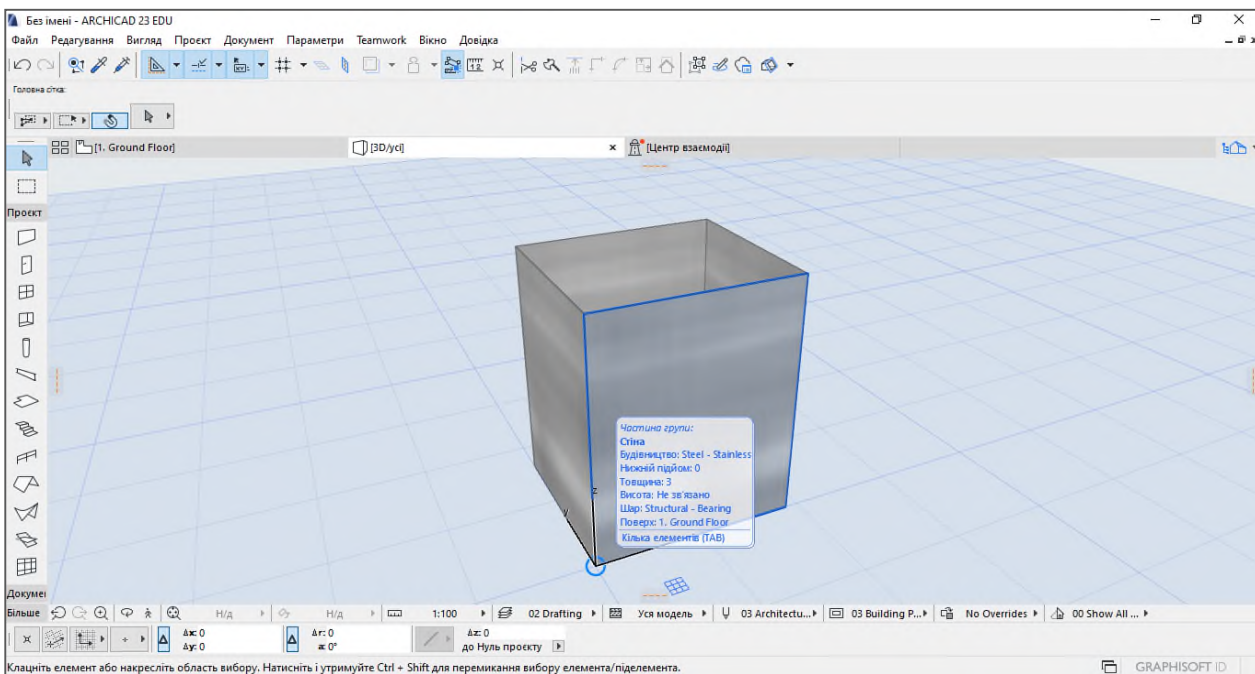 Без імені - ARCHICAD 23 EDU
Файл Редагування Вигляд Проєкт Документ Параметри Teamwork Вікно Довідка
Головна сітка:
[1. Ground Floor] [3D/усі] [Центр взаємодії]
Проєкт
Частина групи:
Стіна
Будівництво: Steel - Stainless
Нижній підйом: 0
Товщина: 3
Висота: Не зв'язано
Шар: Structural - Bearing
Поверх: 1. Ground Floor
Кілька елементів (TAB)
z
y
Докумеі
Більше Н/д Н/д 1:100 02 Drafting Уся модель 03 Architectu... 03 Building P... No Overrides 00 Show All ...
Δx: 0 Δr: 0 Δz: 0
Δy: 0 α: 0° до Нуль проєкту
Клацніть елемент або накресліть область вибору. Натисніть і утримуйте Ctrl + Shift для перемикання вибору елемента/піделемента.
GRAPHISOFT ID